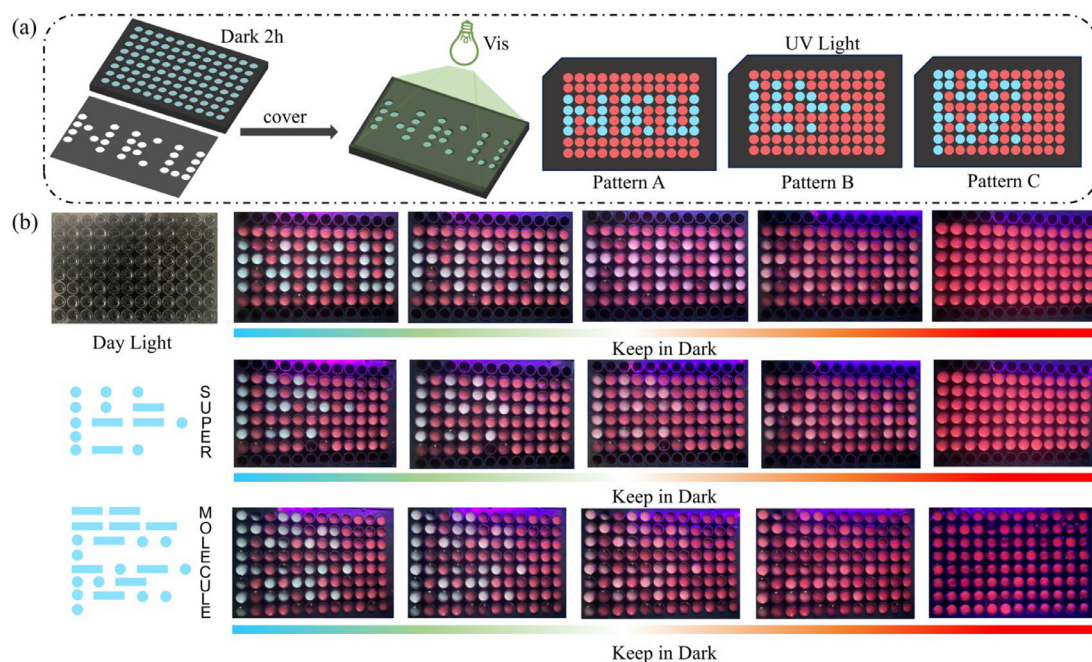 (a)
Dark 2h
cover
Vis
UV Light
Pattern A
Pattern B
Pattern C
(b)
Day Light
Keep in Dark
S
U
P
E
R
Keep in Dark
M
O
L
E
C
U
L
E
Keep in Dark